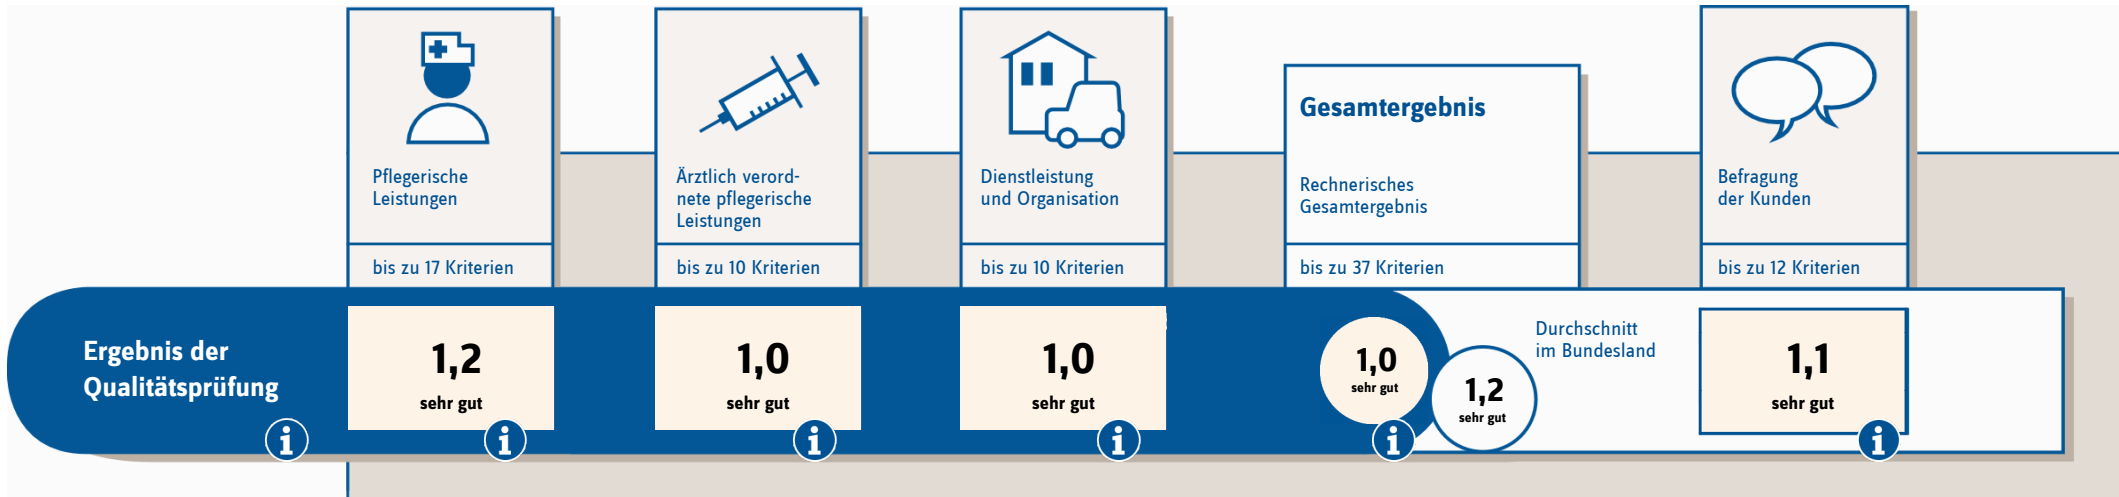 Pflegerische
Leistungen
bis zu 17 Kriterien
Ärztlich verord-
nete pflegerische
Leistungen
bis zu 10 Kriterien
Dienstleistung
und Organisation
bis zu 10 Kriterien
Gesamtergebnis
Rechnerisches
Gesamtergebnis
bis zu 37 Kriterien
Befragung
der Kunden
bis zu 12 Kriterien
Ergebnis der
Qualitätsprüfung
i
1,2
sehr gut
i
1,0
sehr gut
i
1,0
sehr gut
i
1,0
sehr gut
i
1,2
sehr gut
Durchschnitt
im Bundesland
1,1
sehr gut
i